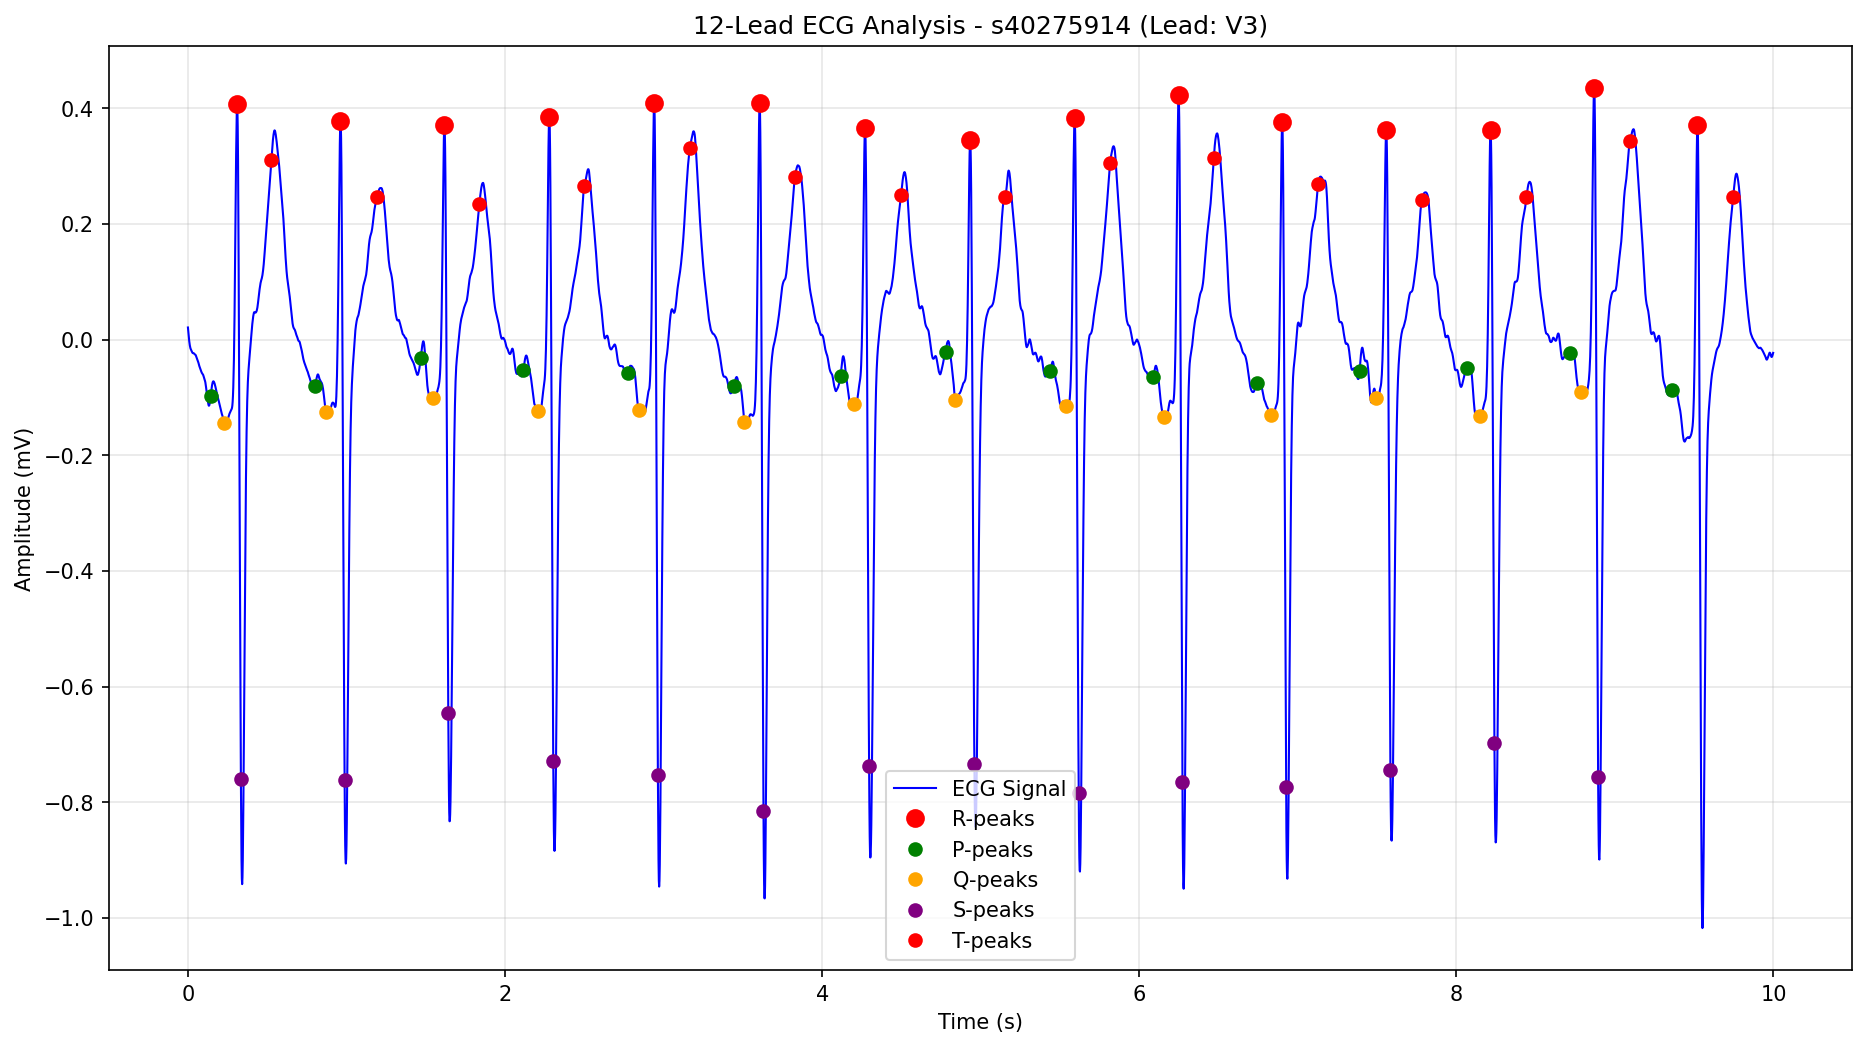 12-Lead ECG Analysis - s40275914 (Lead: V3)
Amplitude (mV)
0.4
0.2
0.0
−0.2
−0.4
−0.6
−0.8
−1.0
ECG Signal
R-peaks
P-peaks
Q-peaks
S-peaks
T-peaks
0 2 4 6 8 10
Time (s)